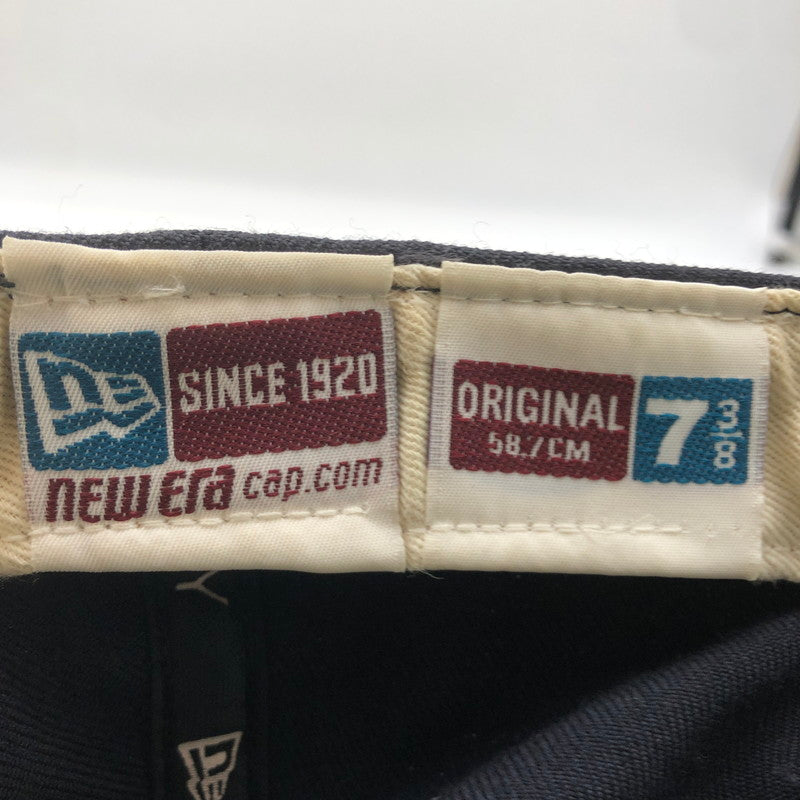 SINCE 1920
NEW ERA cap.com
ORIGINAL
58.7CM
7 3/8
Y